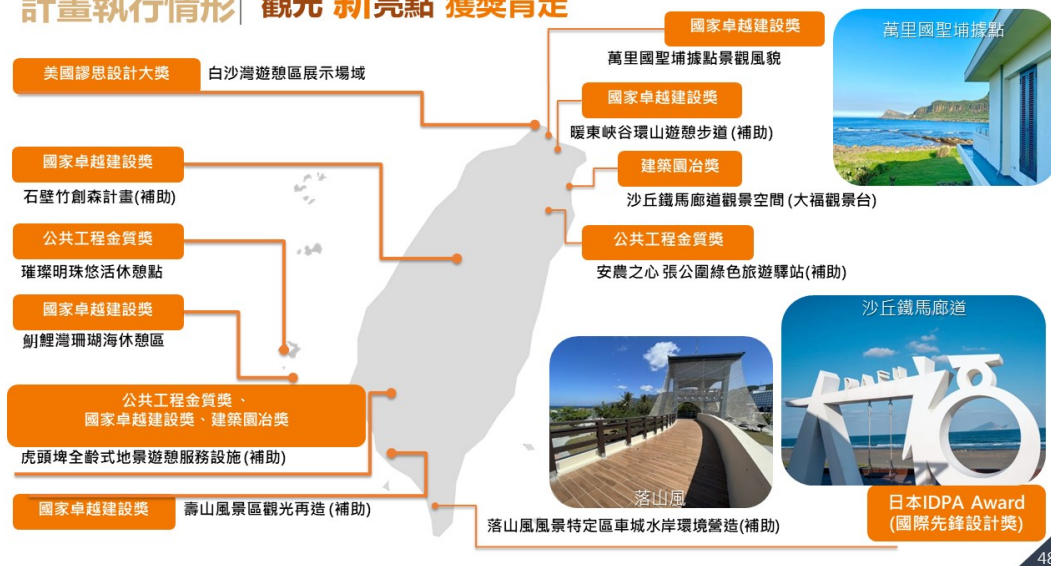 計畫執行情形│ 觀光 新亮點 獲獎肯定
美國謬思設計大獎
白沙灣遊憩區展示場域
國家卓越建設獎
石壁竹創森計畫(補助)
公共工程金質獎
璀璨明珠悠活休憩點
國家卓越建設獎
鎖鯉灣珊瑚海休憩區
公共工程金質獎、
國家卓越建設獎、建築園冶獎
虎頭埤全齡式地景遊憩服務設施(補助)
國家卓越建設獎
壽山風景區觀光再造(補助)
國家卓越建設獎
萬里國聖埔據點景觀風貌
國家卓越建設獎
暖東峽谷環山遊憩步道(補助)
建築園冶獎
沙丘鐵馬廊道觀景空間(大福觀景台)
公共工程金質獎
安農之心 張公圍綠色旅遊驛站(補助)
萬里國聖埔據點
沙丘鐵馬廊道
DAFU
大福
落山風
落山風風景特定區車城水岸環境營造(補助)
日本IDPA Award
(國際先鋒設計獎)
48